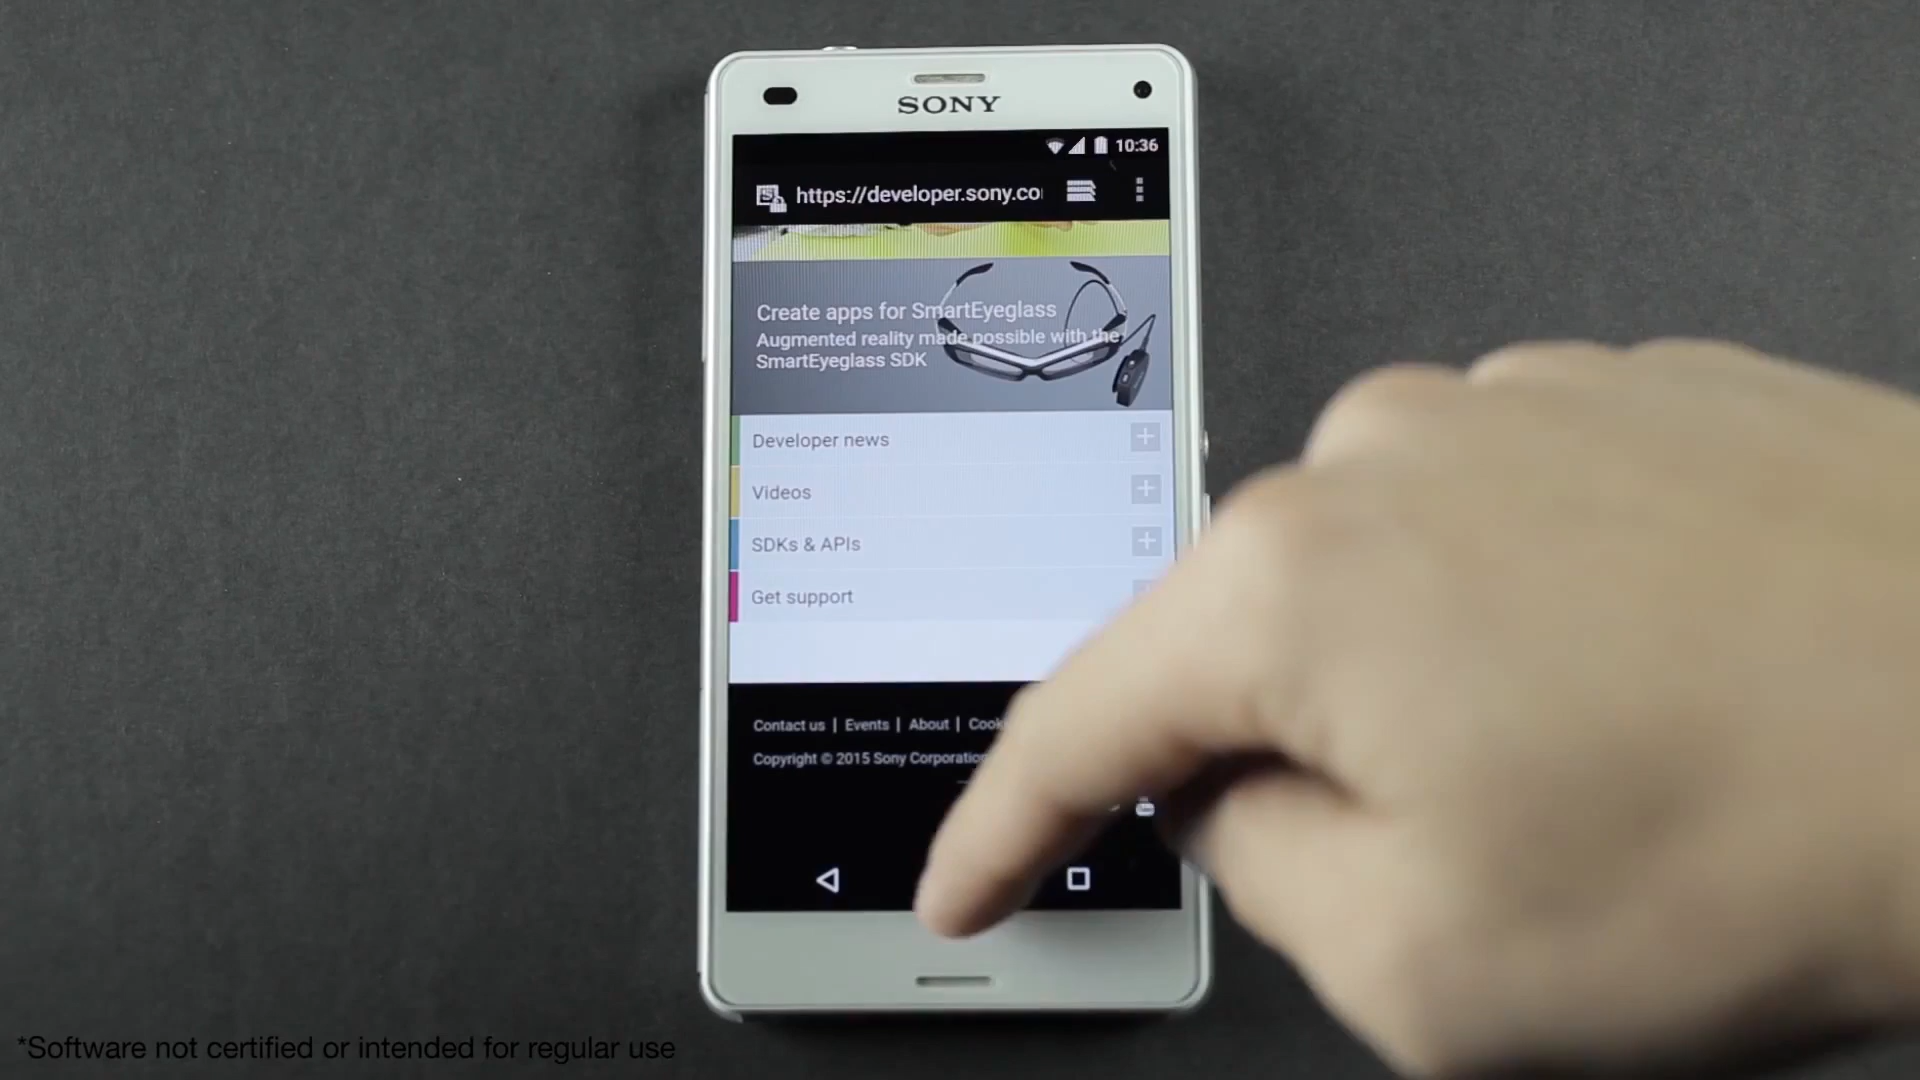 SONY
10:36
https://developer.sony.co
Create apps for SmartEyeglass
Augmented reality made possible with the
SmartEyeglass SDK
Developer news
Videos
SDKs & APIs
Get support
Contact us | Events | About |
Copyright © 2015 Sony Corporation
*Software not certified or intended for regular use